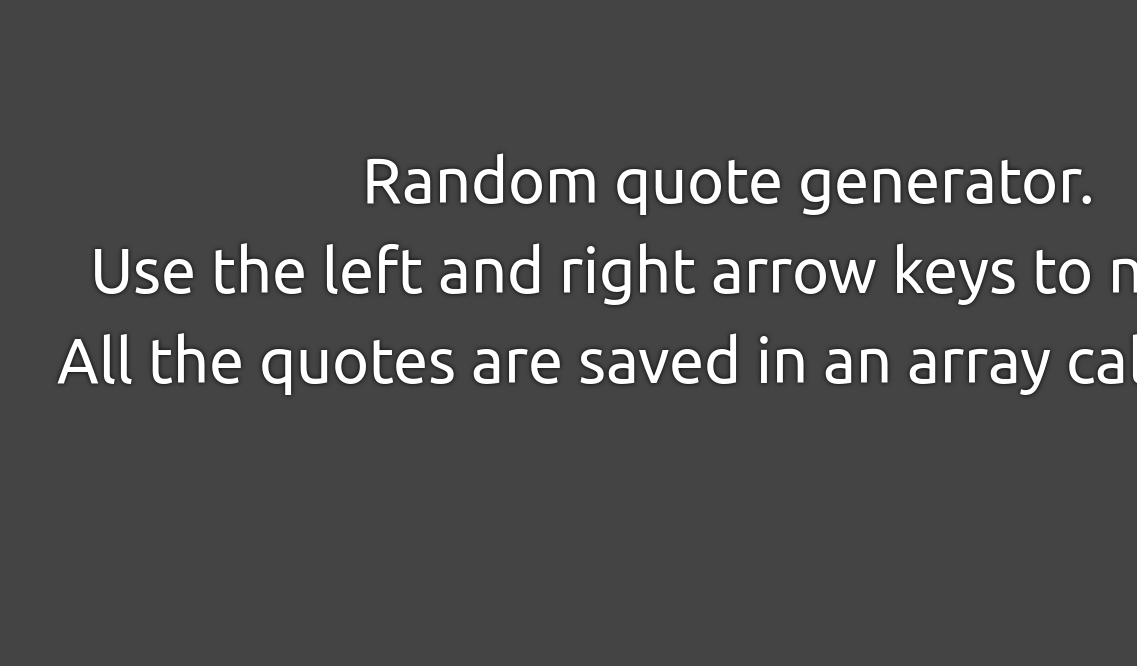 Random quote generator.
Use the left and right arrow keys to
All the quotes are saved in an array